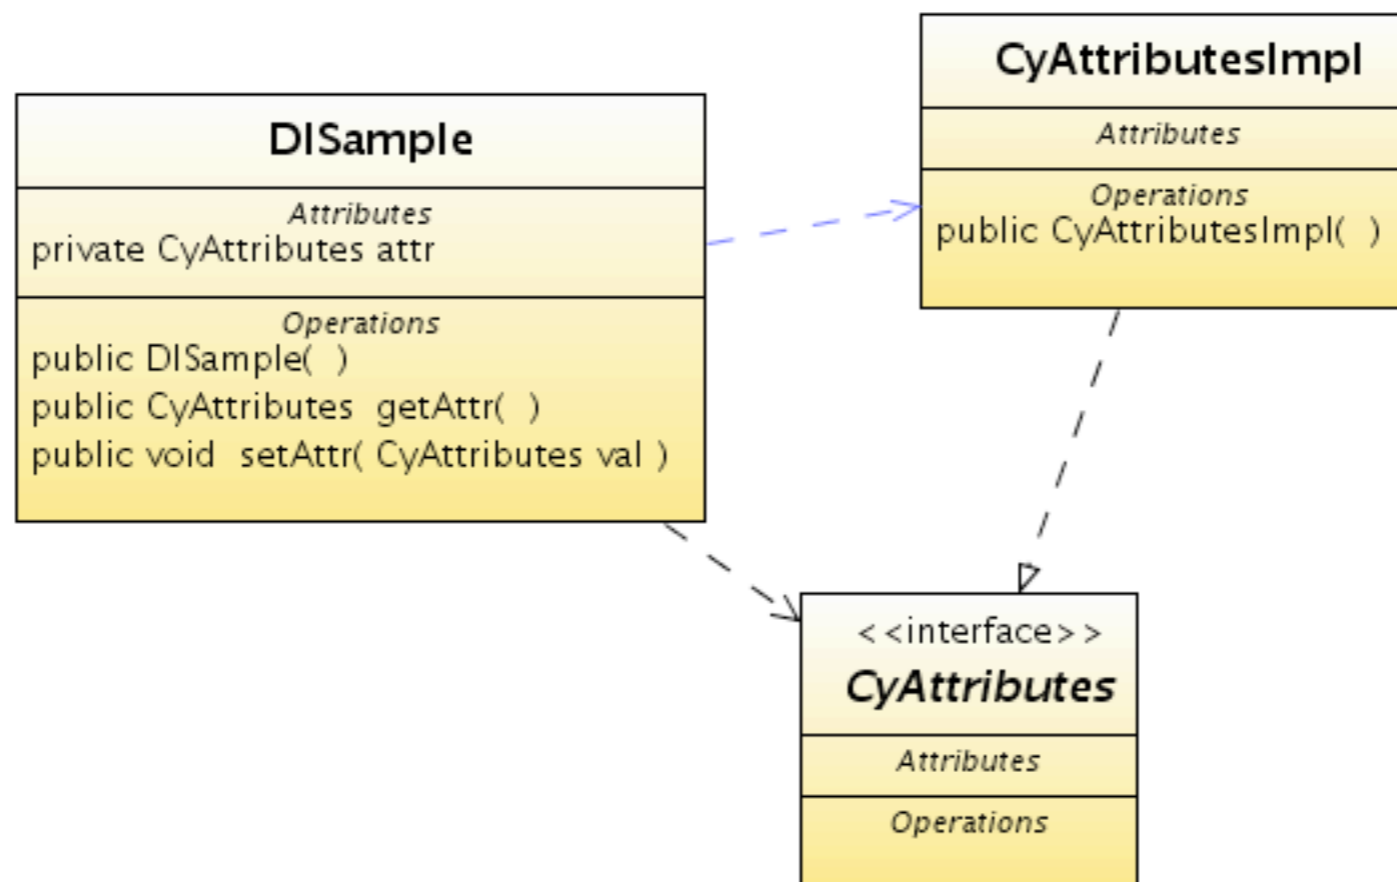 DISample
Attributes
private CyAttributes attr
Operations
public DISample( )
public CyAttributes getAttr( )
public void setAttr( CyAttributes val )
CyAttributesImpl
Attributes
Operations
public CyAttributesImpl( )
<<interface>>
CyAttributes
Attributes
Operations